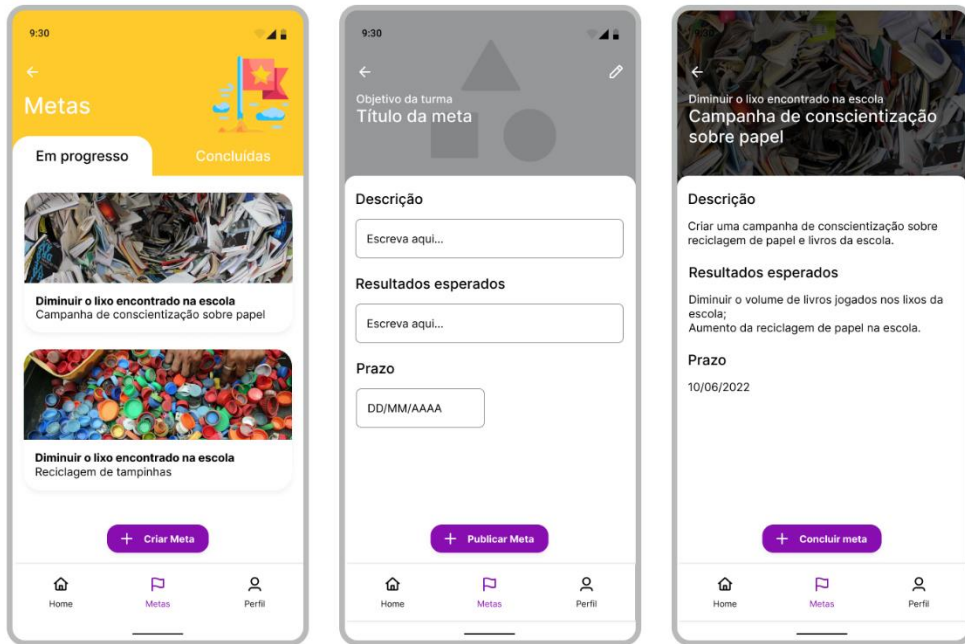 9:30
Metas
Em progresso
Concluídas
Diminuir o lixo encontrado na escola
Campanha de conscientização sobre papel
Diminuir o lixo encontrado na escola
Reciclagem de tampinhas
+ Criar Meta
Home
Metas
Perfil
9:30
Objetivo da turma
Título da meta
Descrição
Escreva aqui...
Resultados esperados
Escreva aqui...
Prazo
DD/MM/AAAA
+ Publicar Meta
Home
Metas
Perfil
9:30
Diminuir o lixo encontrado na escola
Campanha de conscientização
sobre papel
Descrição
Criar uma campanha de conscientização sobre
reciclagem de papel e livros da escola.
Resultados esperados
Diminuir o volume de livros jogados nos lixos da
escola;
Aumento da reciclagem de papel na escola.
Prazo
10/06/2022
+ Concluir meta
Home
Metas
Perfil